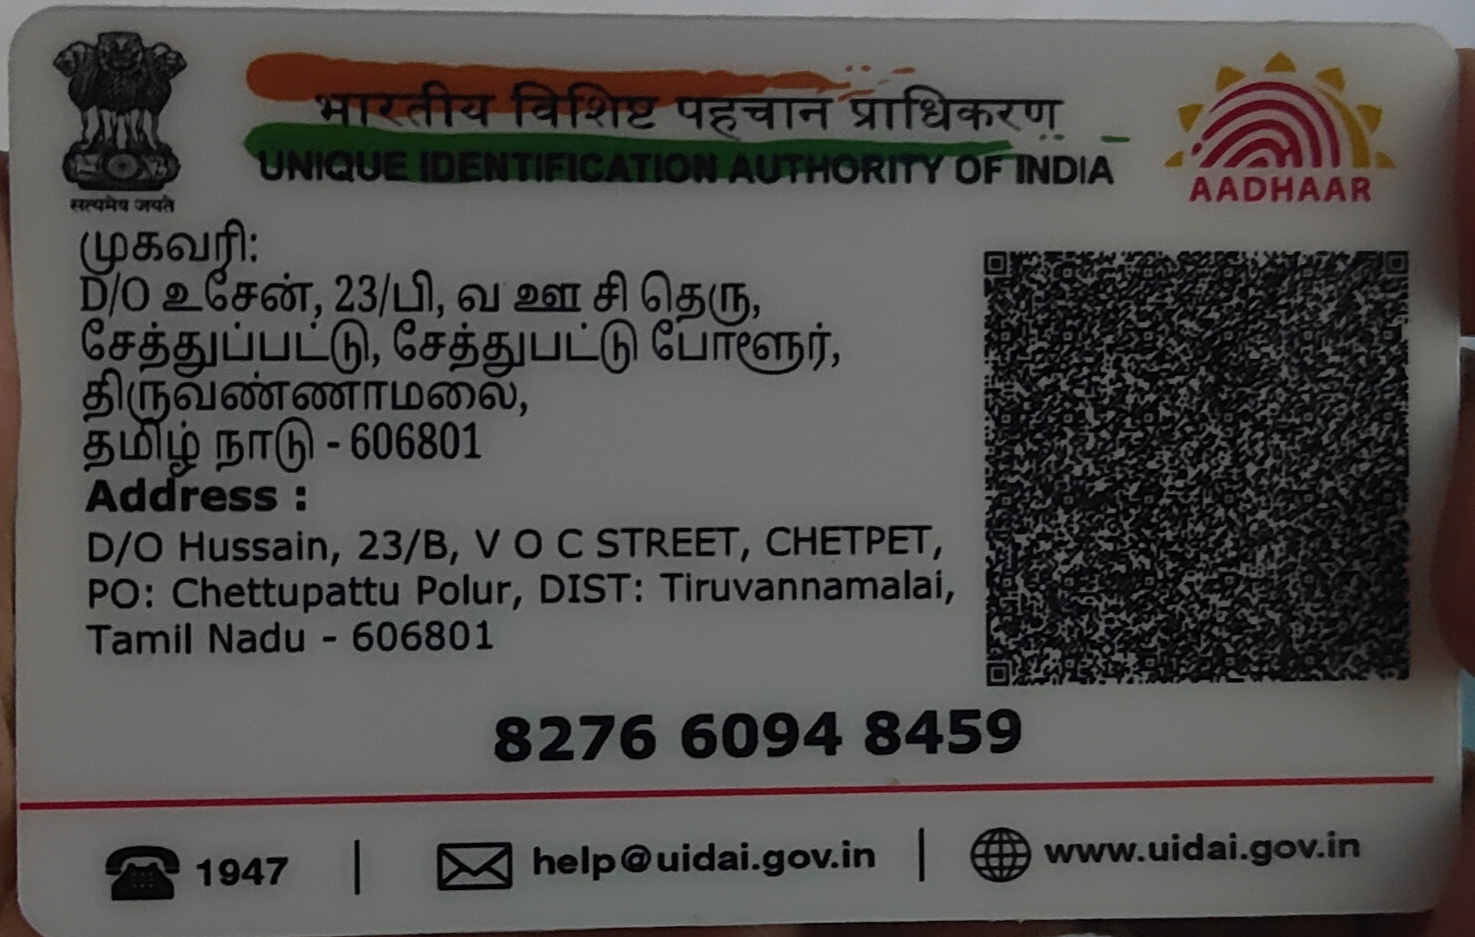 भारतीय विशिष्ट पहचान प्राधिकरण
UNIQUE IDENTIFICATION AUTHORITY OF INDIA
सत्यमेव जयते
AADHAAR
முகவரி:
D/O உசேன், 23/பி, வ ஊ சி தெரு,
சேத்துப்பட்டு, சேத்துபட்டு போளூர்,
திருவண்ணாமலை,
தமிழ் நாடு - 606801
Address :
D/O Hussain, 23/B, V O C STREET, CHETPET,
PO: Chettupattu Polur, DIST: Tiruvannamalai,
Tamil Nadu - 606801
8276 6094 8459
1947 | help@uidai.gov.in | www.uidai.gov.in